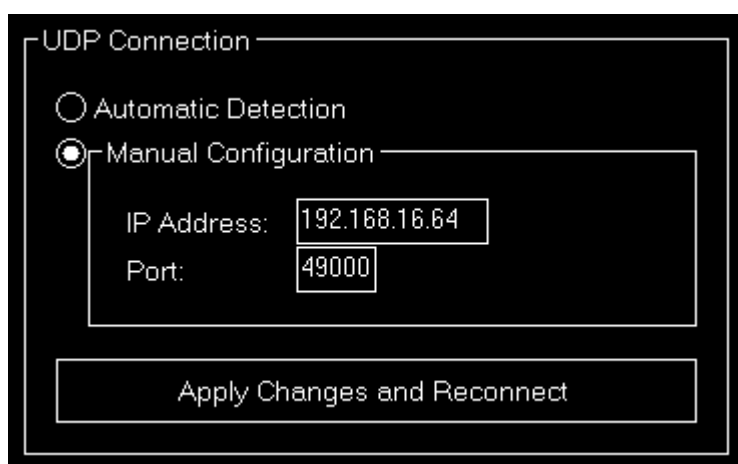 UDP Connection
Automatic Detection
Manual Configuration
IP Address: 192.168.16.64
Port: 49000
Apply Changes and Reconnect